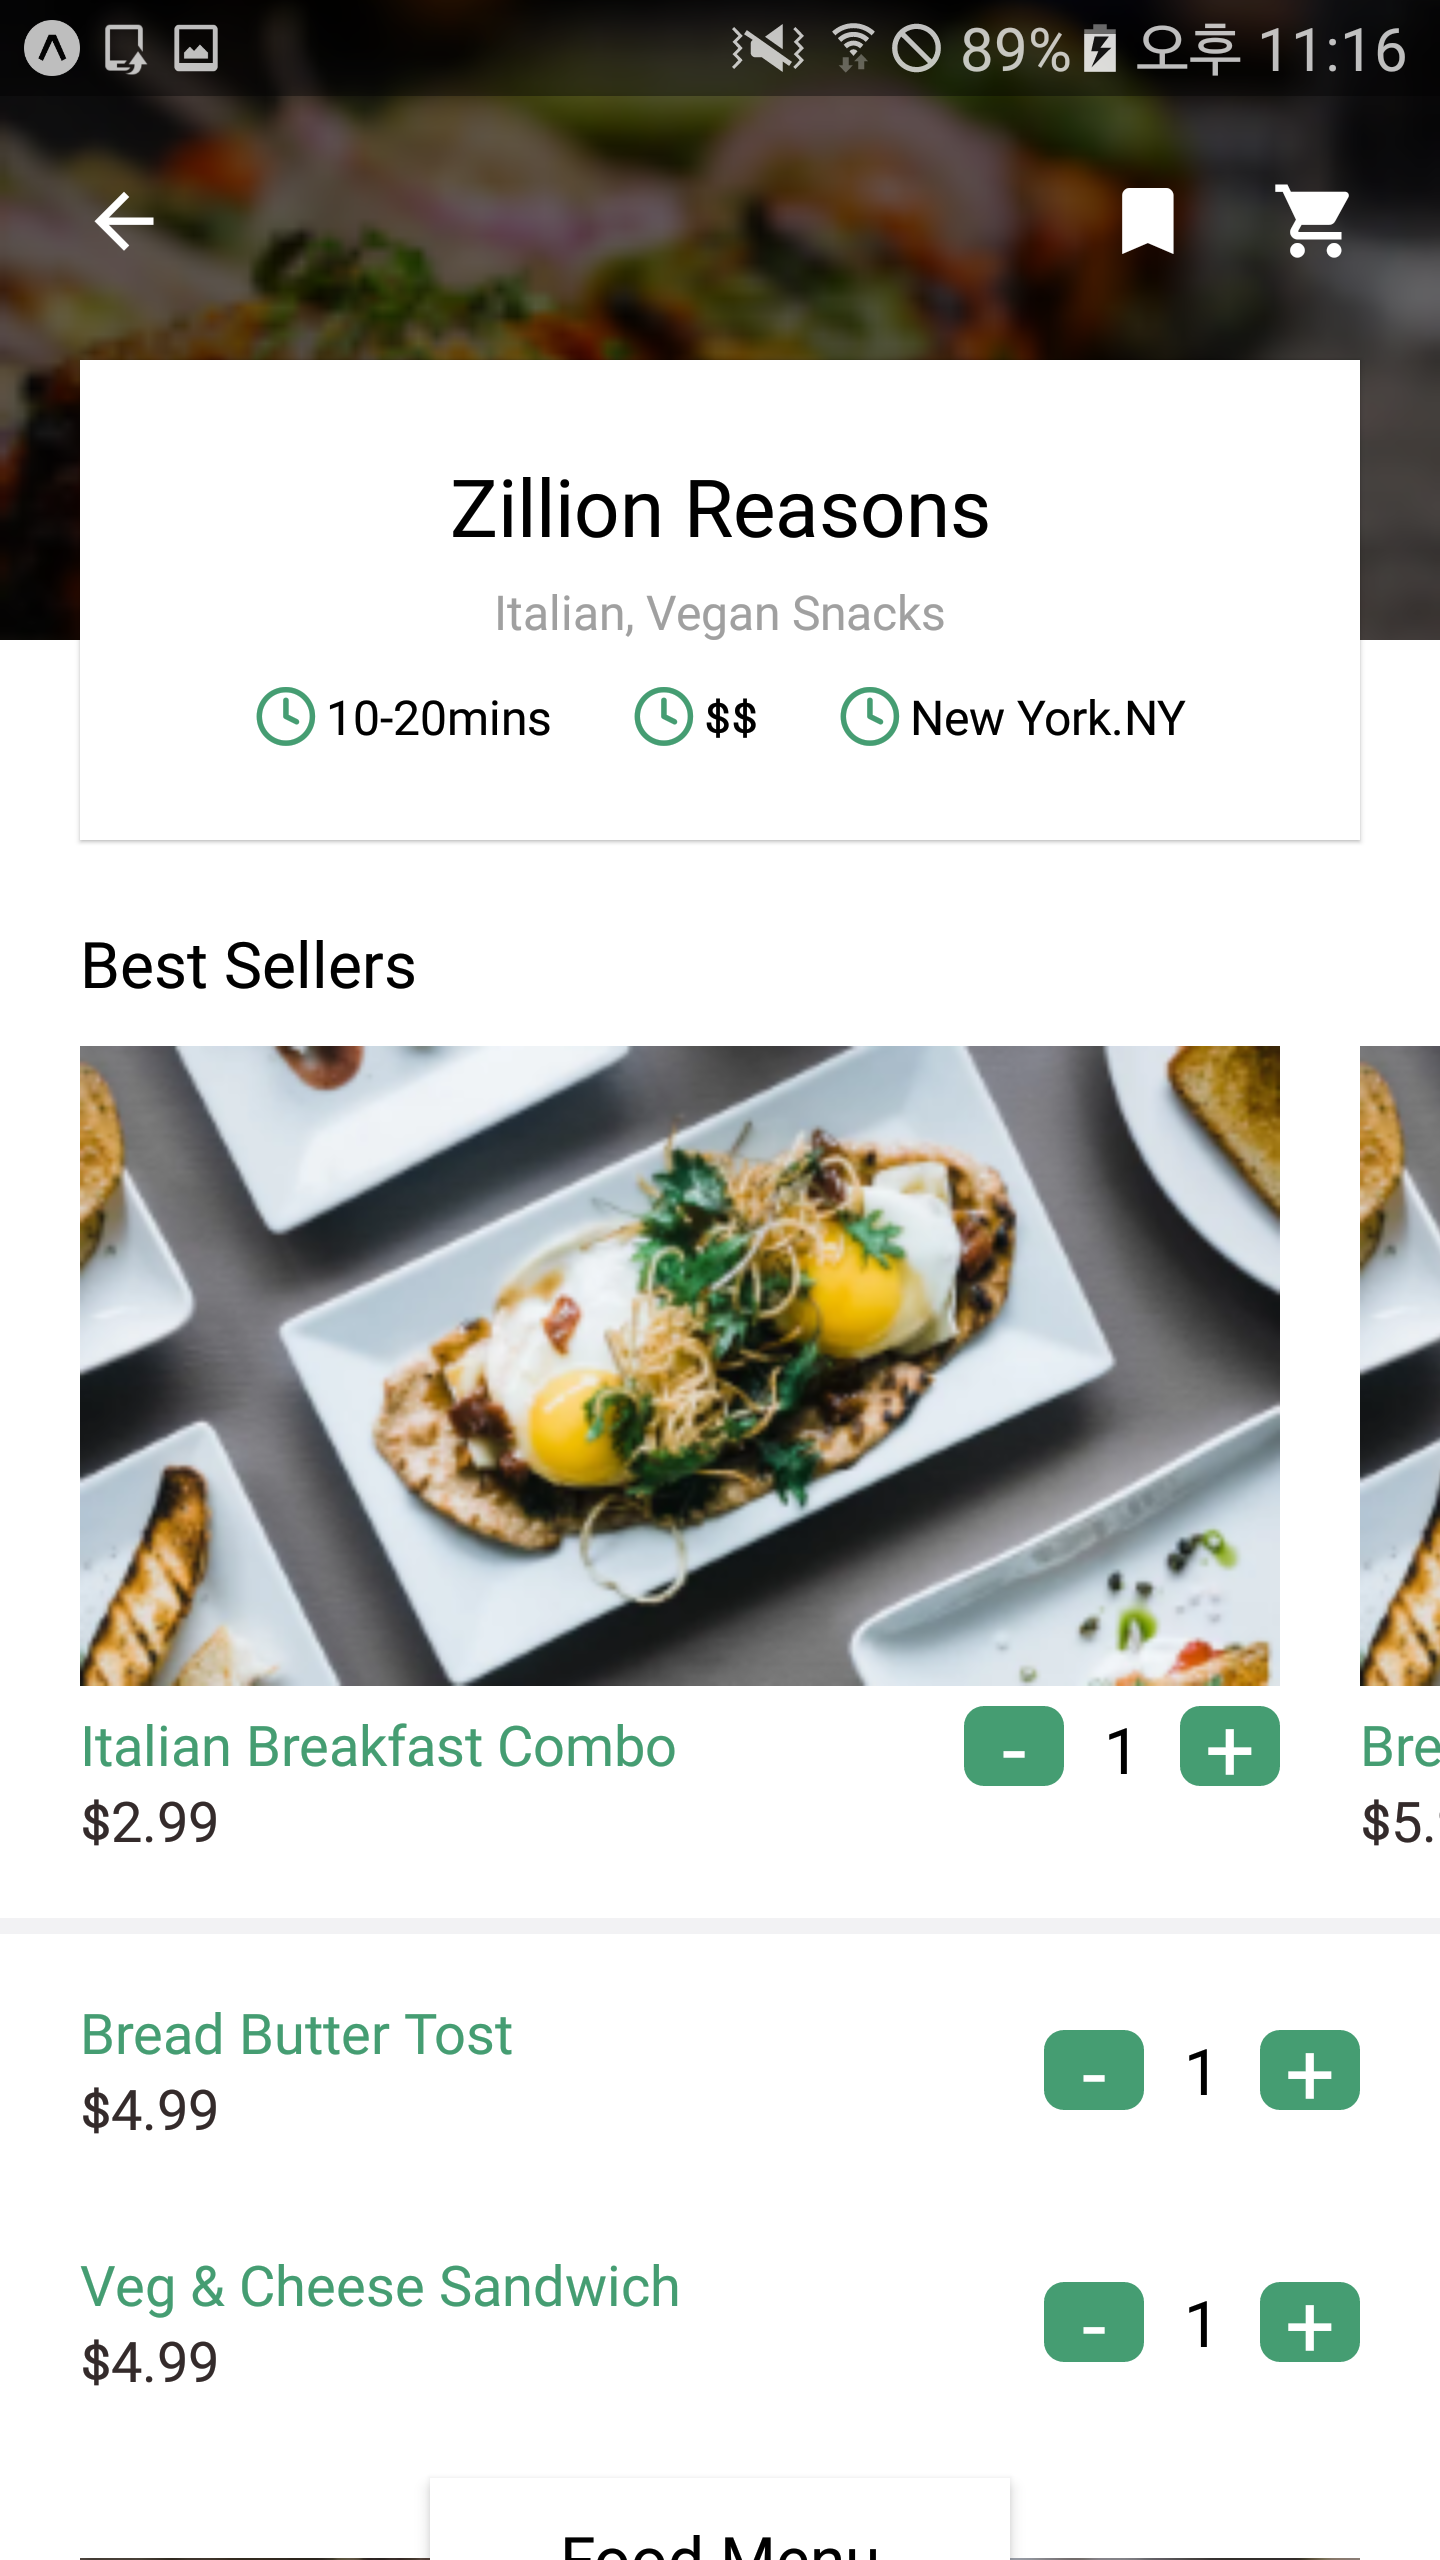 89% 오후 11:16
Zillion Reasons
Italian, Vegan Snacks
10-20mins $$ New York.NY
Best Sellers
Italian Breakfast Combo - 1 + Bre
$2.99 $5.
Bread Butter Tost - 1 +
$4.99
Veg & Cheese Sandwich - 1 +
$4.99
Food Menu